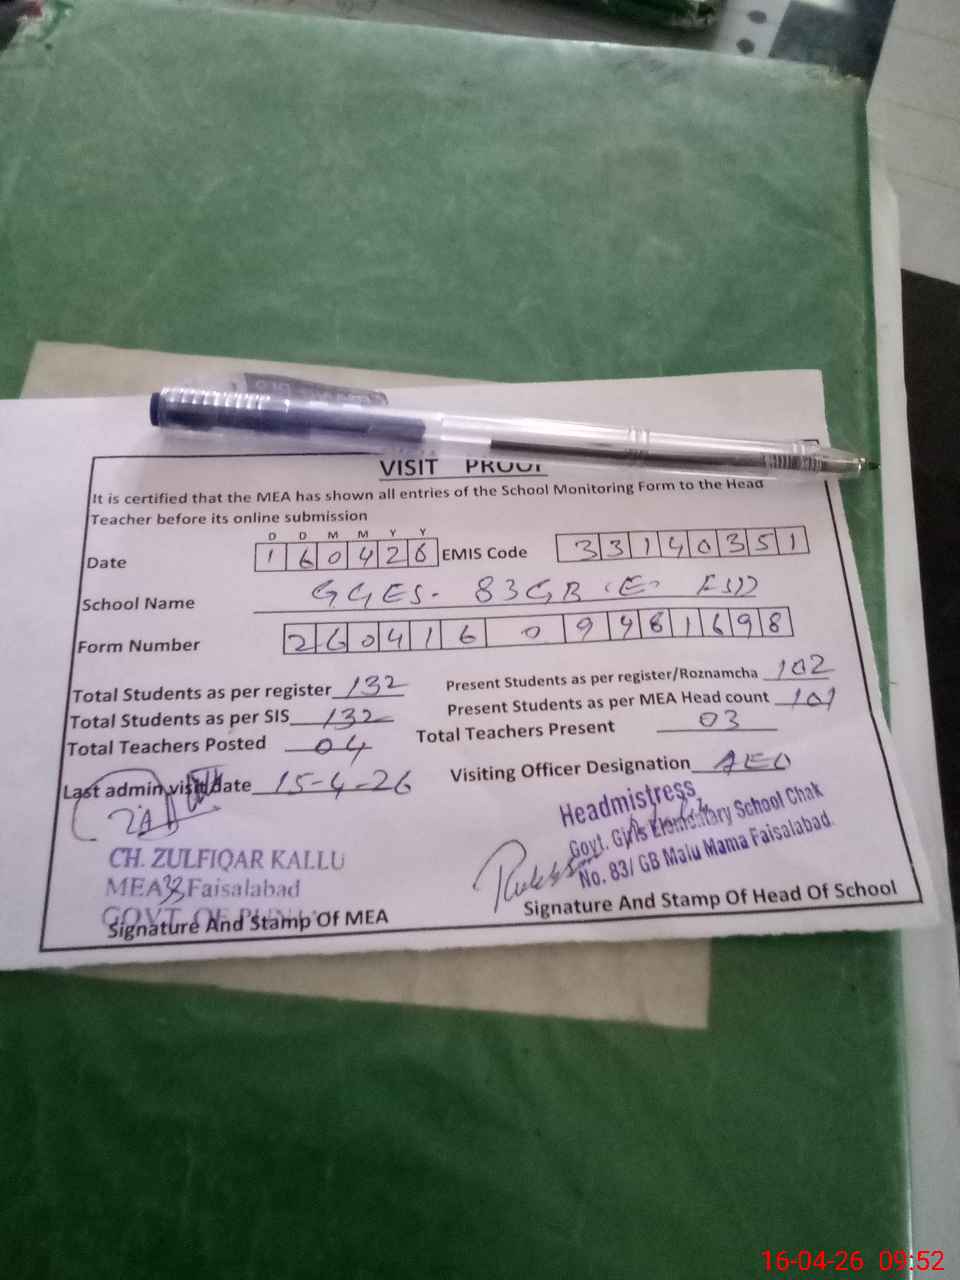 VISIT PROOF
It is certified that the MEA has shown all entries of the School Monitoring Form to the Head
Teacher before its online submission
D D M M Y Y
Date 1 6 0 4 2 6 EMIS Code 3 3 1 4 0 3 5 1
School Name GGES. 83GB (E) FSD
Form Number 2 6 0 4 1 6 0 9 4 8 1 6 9 8
Total Students as per register 132 Present Students as per register/Roznamcha 102
Total Students as per SIS 132 Present Students as per MEA Head count 101
Total Teachers Posted 04 Total Teachers Present 03
Last admin visit date 15-4-26 Visiting Officer Designation AEO
CH. ZULFIQAR KALLU
MEA 33 Faisalabad
GOVT. OF
Signature And Stamp Of MEA
Headmistress
Govt. Girls Elementary School Chak
No. 83/ GB Malu Mama Faisalabad.
Signature And Stamp Of Head Of School
16-04-26 09:52